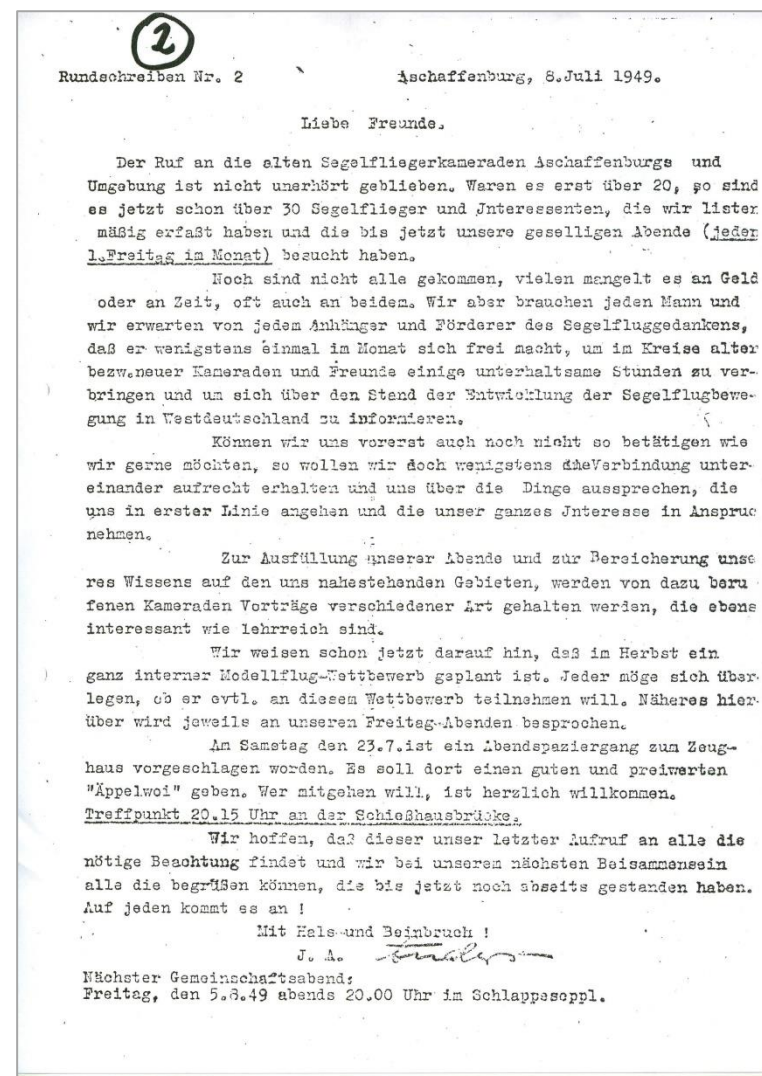 2
Rundschreiben Nr. 2 Aschaffenburg, 8.Juli 1949.
Liebe Freunde.
Der Ruf an die alten Segelfliegerkameraden Aschaffenburgs und
Umgebung ist nicht unerhört geblieben. Waren es erst über 20, so sind
es jetzt schon über 30 Segelflieger und Jnteressenten, die wir listen
mäßig erfaßt haben und die bis jetzt unsere geselligen Abende (jeden
1.Freitag im Monat) besucht haben.
Noch sind nicht alle gekommen, vielen mangelt es an Geld
oder an Zeit, oft auch an beidem. Wir aber brauchen jeden Mann und
wir erwarten von jedem Anhänger und Förderer des Segelfluggedankens,
daß er wenigstens einmal im Monat sich frei macht, um im Kreise alter
bezw.neuer Kameraden und Freunde einige unterhaltsame Stunden zu ver-
bringen und um sich über den Stand der Entwicklung der Segelflugbewe-
gung in Westdeutschland zu informieren.
Können wir uns vorerst auch noch nicht so betätigen wie
wir gerne möchten, so wollen wir doch wenigstens die Verbindung unter-
einander aufrecht erhalten und uns über die Dinge aussprechen, die
uns in erster Linie angehen und die unser ganzes Jnteresse in Anspruc
nehmen.
Zur Ausfüllung unserer Abende und zur Bereicherung unse
res Wissens auf den uns nahestehenden Gebieten, werden von dazu beru
fenen Kameraden Vorträge verschiedener Art gehalten werden, die ebens
interessant wie lehrreich sind.
Wir weisen schon jetzt darauf hin, daß im Herbst ein
ganz interner Modellflug-Wettbewerb geplant ist. Jeder möge sich über-
legen, ob er evtl. an diesem Wettbewerb teilnehmen will. Näheres hier-
über wird jeweils an unseren Freitag-Abenden besprochen.
Am Samstag den 23.7.ist ein Abendspaziergang zum Zeug-
haus vorgeschlagen worden. Es soll dort einen guten und preiwerten
"Äppelwoi" geben. Wer mitgehen will, ist herzlich willkommen.
Treffpunkt 20.15 Uhr an der Schießhausbrücke.
Wir hoffen, daß dieser unser letzter Aufruf an alle die
nötige Beachtung findet und wir bei unserem nächsten Beisammensein
alle die begrüßen können, die bis jetzt noch abseits gestanden haben.
Auf jeden kommt es an !
Mit Hals-und Beinbruch !
J. A.
Nächster Gemeinschaftsabend:
Freitag, den 5.8.49 abends 20.00 Uhr im Schlappeseppl.